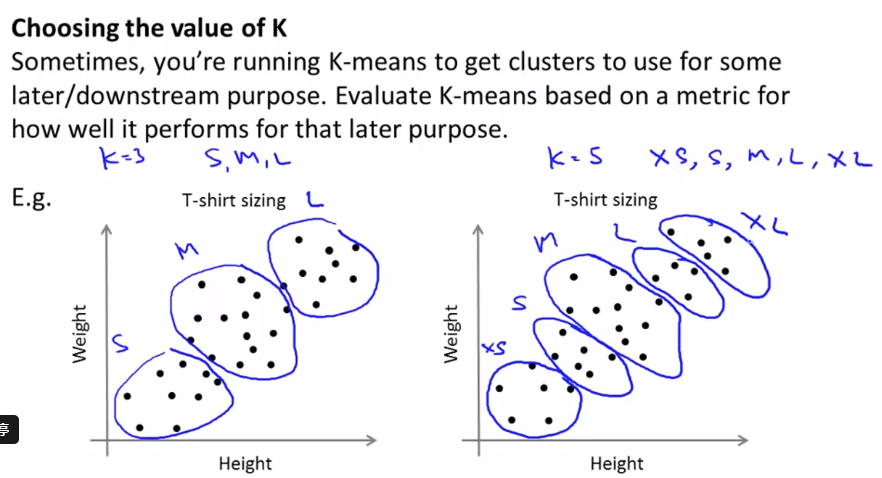 Choosing the value of K
Sometimes, you're running K-means to get clusters to use for some
later/downstream purpose. Evaluate K-means based on a metric for
how well it performs for that later purpose.
K=3 S, M, L
K=5 XS, S, M, L, XL
E.g.
T-shirt sizing
L
M
S
Weight
Height
T-shirt sizing
XL
L
M
S
XS
Weight
Height
亭